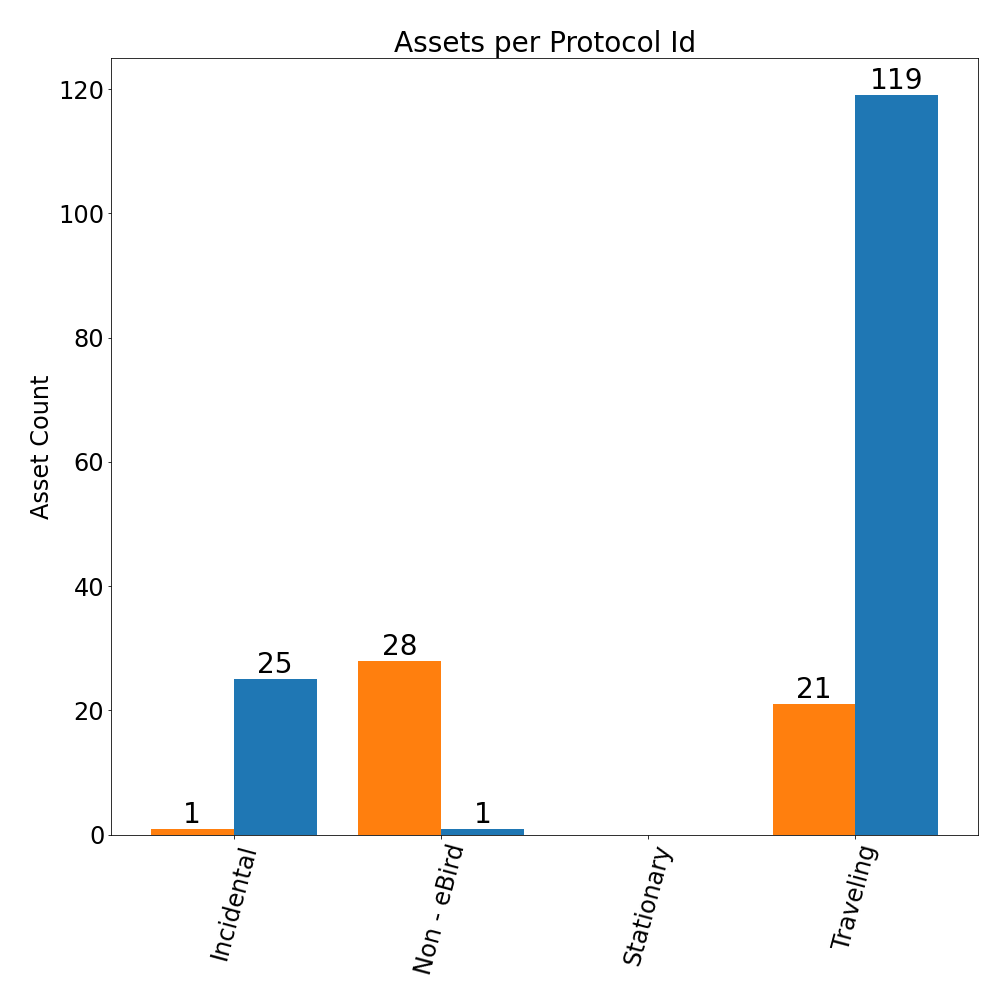 Assets per Protocol Id
Asset Count
120
100
80
60
40
20
0
1
25
28
1
21
119
Incidental
Non - eBird
Stationary
Traveling